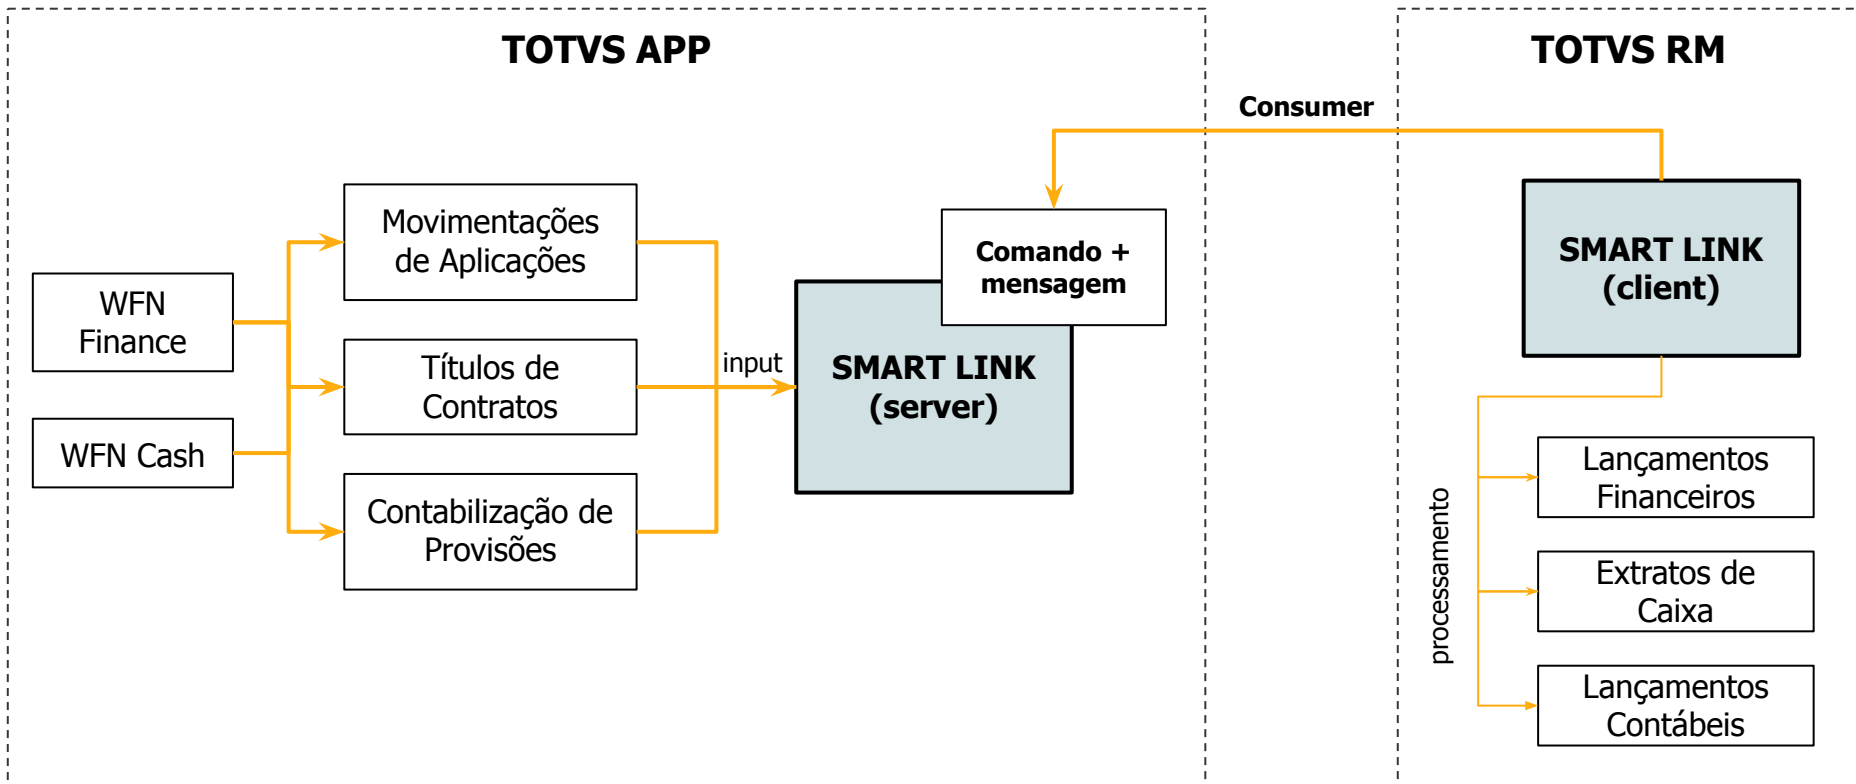 TOTVS APP
TOTVS RM
Consumer
Movimentações
de Aplicações
Comando +
mensagem
SMART LINK
(client)
WFN
Finance
Títulos de
Contratos
input
SMART LINK
(server)
WFN Cash
Contabilização de
Provisões
processamento
Lançamentos
Financeiros
Extratos de
Caixa
Lançamentos
Contábeis